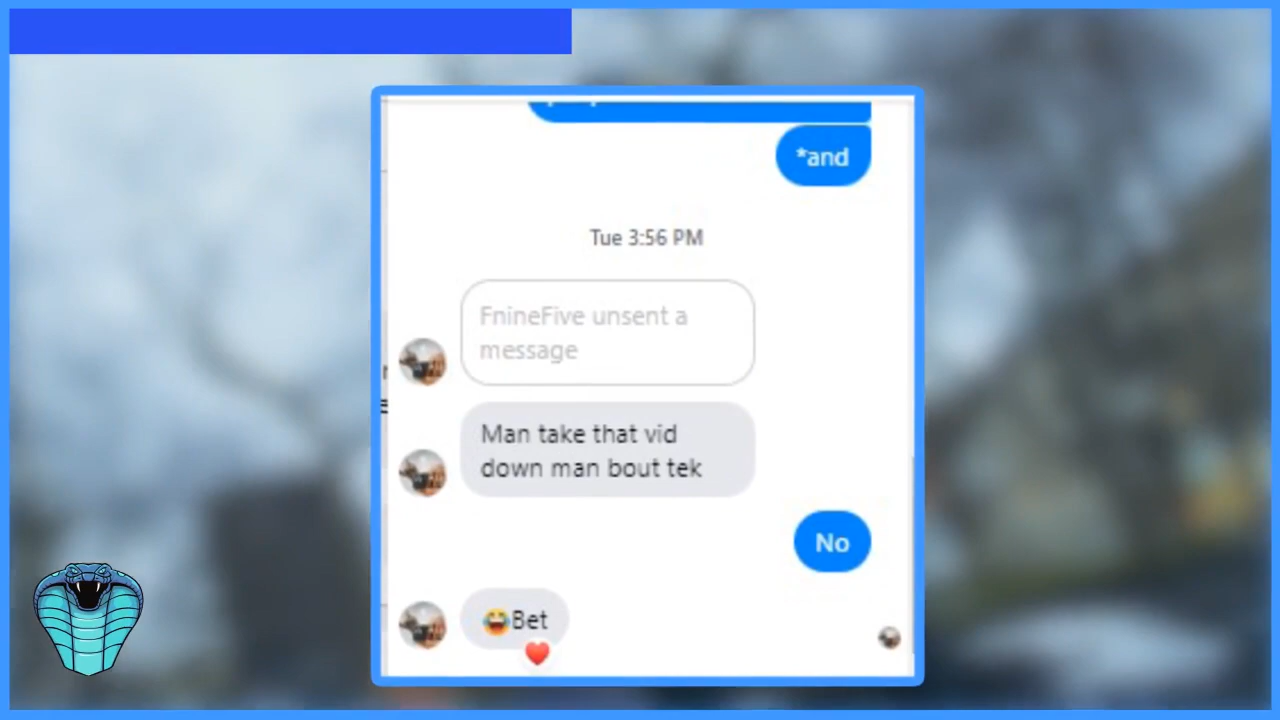 *and
Tue 3:56 PM
FnineFive unsent a
message
Man take that vid
down man bout tek
No
😂Bet